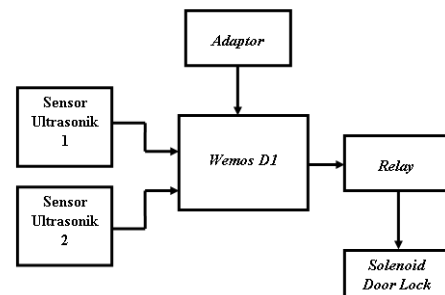 Adaptor
Sensor
Ultrasonik
1
Wemos D1
Relay
Sensor
Ultrasonik
2
Solenoid
Door Lock